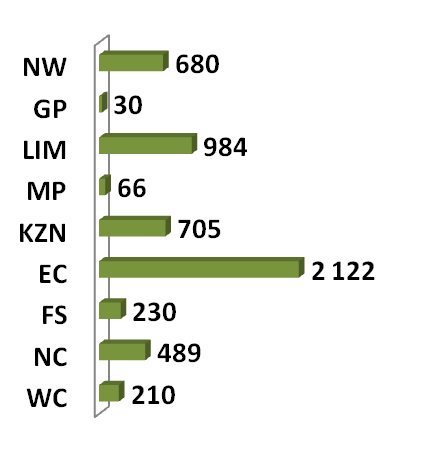 NW 680
GP 30
LIM 984
MP 66
KZN 705
EC 2 122
FS 230
NC 489
WC 210